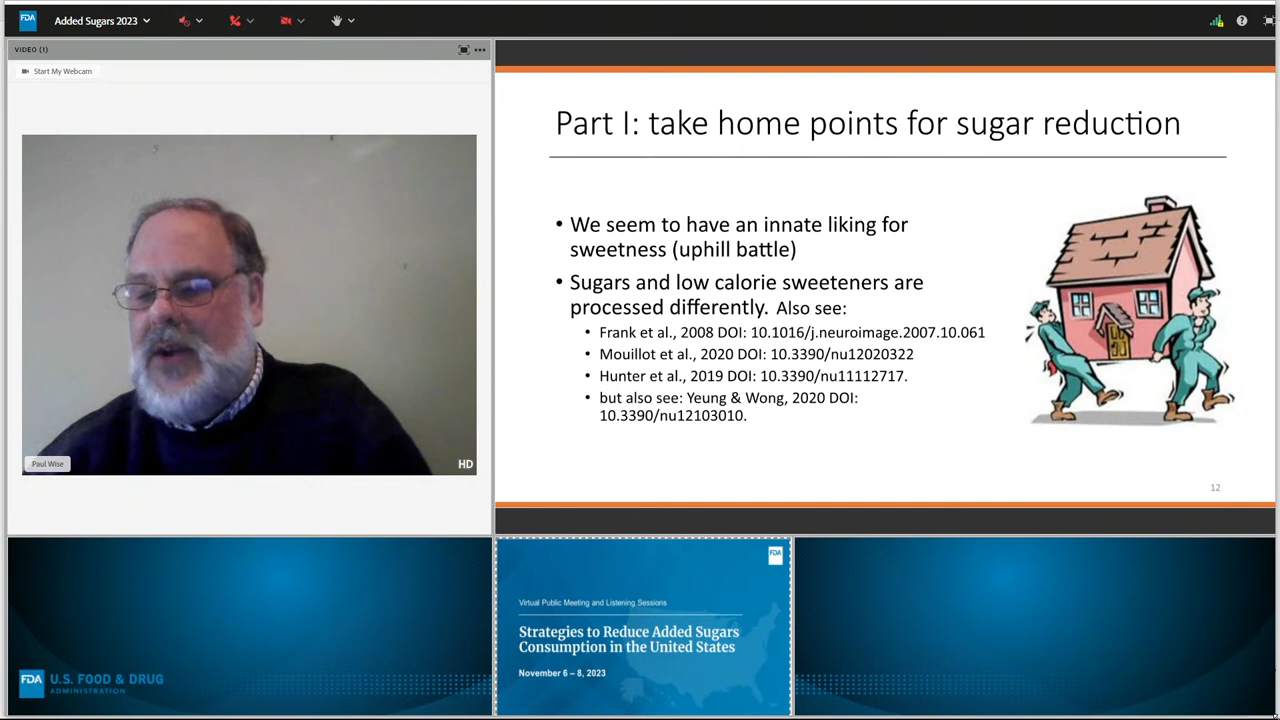 FDA
Added Sugars 2023
VIDEO (1)
Start My Webcam
Paul Wise
HD
Part I: take home points for sugar reduction
• We seem to have an innate liking for
sweetness (uphill battle)
• Sugars and low calorie sweeteners are
processed differently. Also see:
• Frank et al., 2008 DOI: 10.1016/j.neuroimage.2007.10.061
• Mouillot et al., 2020 DOI: 10.3390/nu12020322
• Hunter et al., 2019 DOI: 10.3390/nu11112717.
• but also see: Yeung & Wong, 2020 DOI:
10.3390/nu12103010.
12
FDA
U.S. FOOD & DRUG
ADMINISTRATION
FDA
Virtual Public Meeting and Listening Sessions
Strategies to Reduce Added Sugars
Consumption in the United States
November 6 – 8, 2023